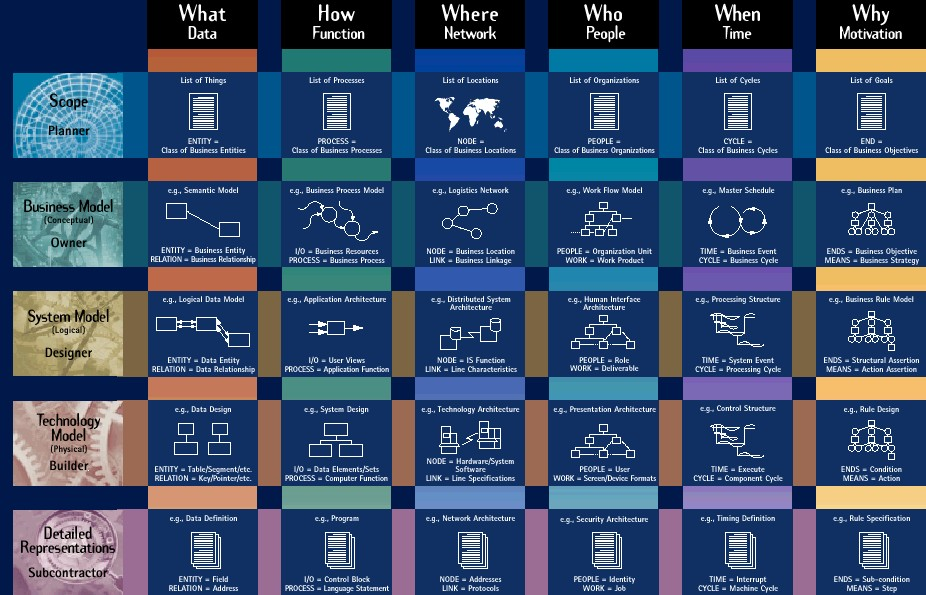 What
Data
How
Function
Where
Network
Who
People
When
Time
Why
Motivation
Scope
Planner
List of Things
ENTITY =
Class of Business Entities
List of Processes
PROCESS =
Class of Business Processes
List of Locations
NODE =
Class of Business Locations
List of Organizations
PEOPLE =
Class of Business Organizations
List of Cycles
CYCLE =
Class of Business Cycles
List of Goals
END =
Class of Business Objectives
Business Model
(Conceptual)
Owner
e.g., Semantic Model
ENTITY = Business Entity
RELATION = Business Relationship
e.g., Business Process Model
I/O = Business Resources
PROCESS = Business Process
e.g., Logistics Network
NODE = Business Location
LINK = Business Linkage
e.g., Work Flow Model
PEOPLE = Organization Unit
WORK = Work Product
e.g., Master Schedule
TIME = Business Event
CYCLE = Business Cycle
e.g., Business Plan
ENDS = Business Objective
MEANS = Business Strategy
System Model
(Logical)
Designer
e.g., Logical Data Model
ENTITY = Data Entity
RELATION = Data Relationship
e.g., Application Architecture
I/O = User Views
PROCESS = Application Function
e.g., Distributed System
Architecture
NODE = IS Function
LINK = Line Characteristics
e.g., Human Interface
Architecture
PEOPLE = Role
WORK = Deliverable
e.g., Processing Structure
TIME = System Event
CYCLE = Processing Cycle
e.g., Business Rule Model
ENDS = Structural Assertion
MEANS = Action Assertion
Technology
Model
(Physical)
Builder
e.g., Data Design
ENTITY = Table/Segment/etc.
RELATION = Key/Pointer/etc.
e.g., System Design
I/O = Data Elements/Sets
PROCESS = Computer Function
e.g., Technology Architecture
NODE = Hardware/System
Software
LINK = Line Specifications
e.g., Presentation Architecture
PEOPLE = User
WORK = Screen/Device Formats
e.g., Control Structure
TIME = Execute
CYCLE = Component Cycle
e.g., Rule Design
ENDS = Condition
MEANS = Action
Detailed
Representations
Subcontractor
e.g., Data Definition
ENTITY = Field
RELATION = Address
e.g., Program
I/O = Control Block
PROCESS = Language Statement
e.g., Network Architecture
NODE = Addresses
LINK = Protocols
e.g., Security Architecture
PEOPLE = Identity
WORK = Job
e.g., Timing Definition
TIME = Interrupt
CYCLE = Machine Cycle
e.g., Rule Specification
ENDS = Sub-condition
MEANS = Step